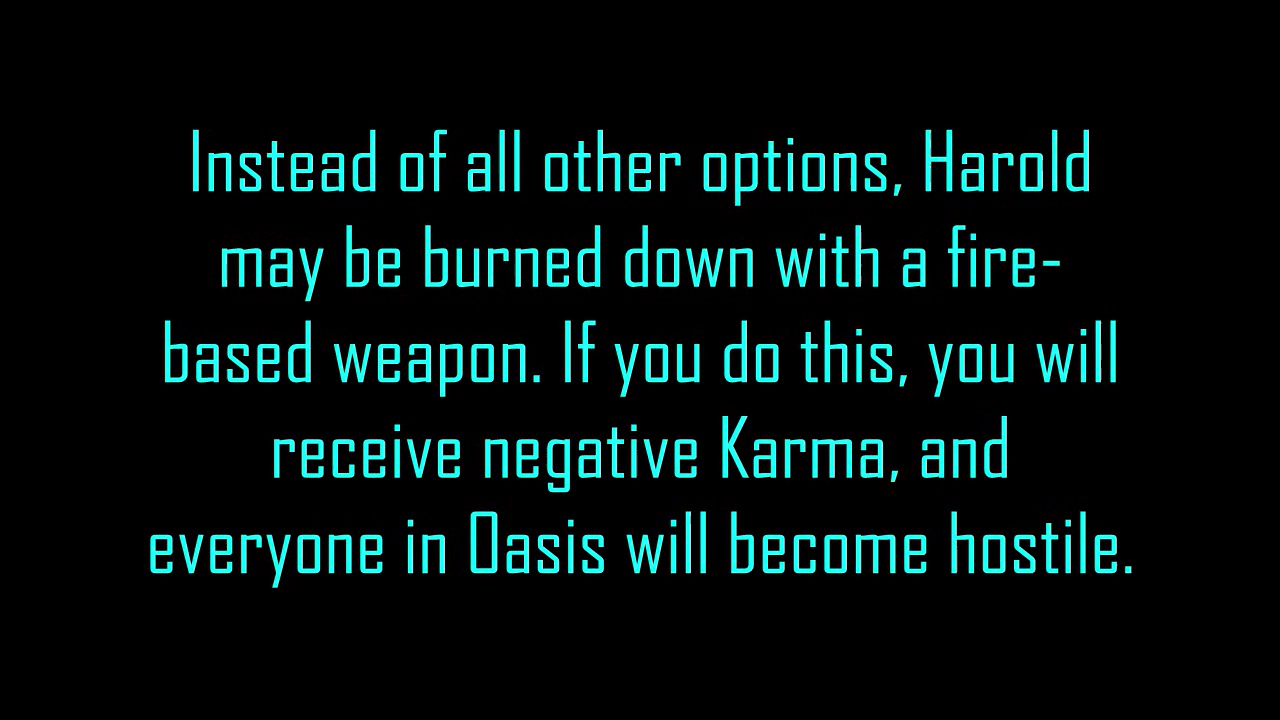 Instead of all other options, Harold
may be burned down with a fire-
based weapon. If you do this, you will
receive negative Karma, and
everyone in Oasis will become hostile.